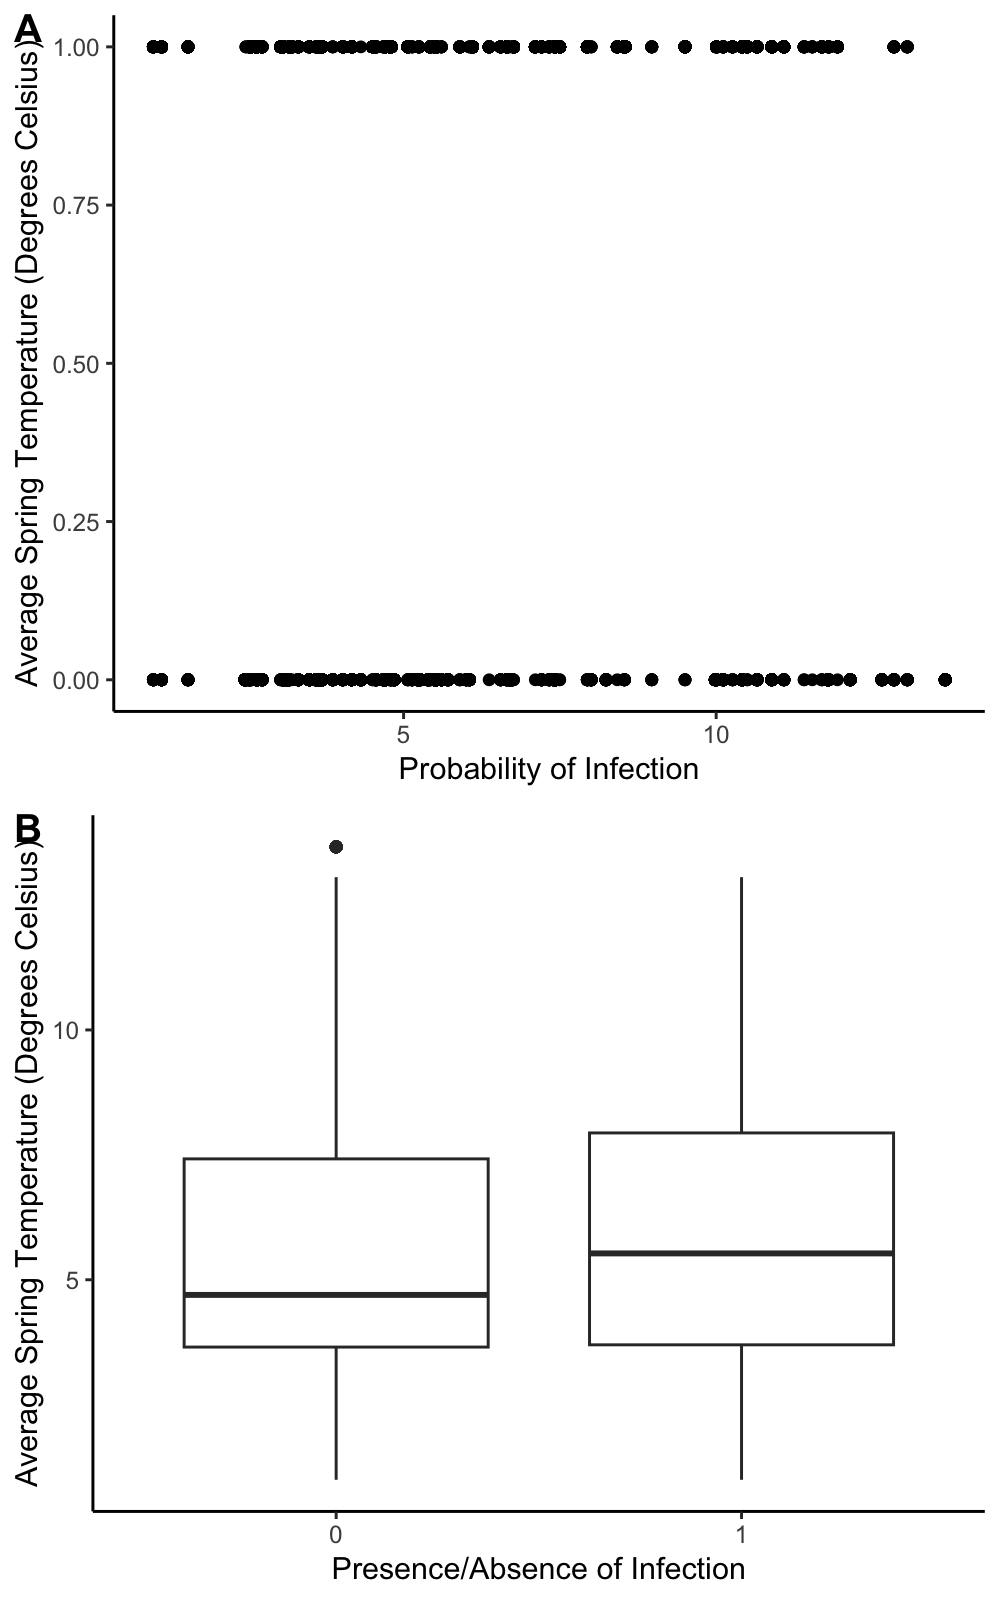 A
Average Spring Temperature (Degrees Celsius)
1.00
0.75
0.50
0.25
0.00
5 10
Probability of Infection
B
Average Spring Temperature (Degrees Celsius)
10
5
0 1
Presence/Absence of Infection